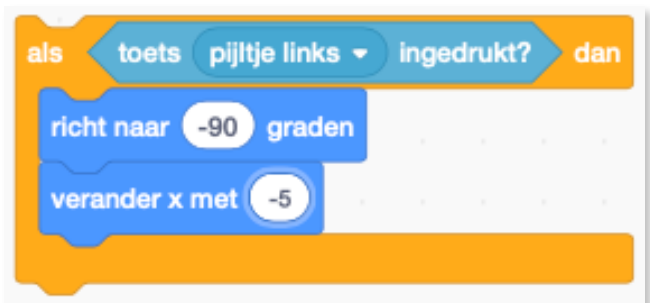 als toets pijltje links ingedrukt? dan
richt naar -90 graden
verander x met -5